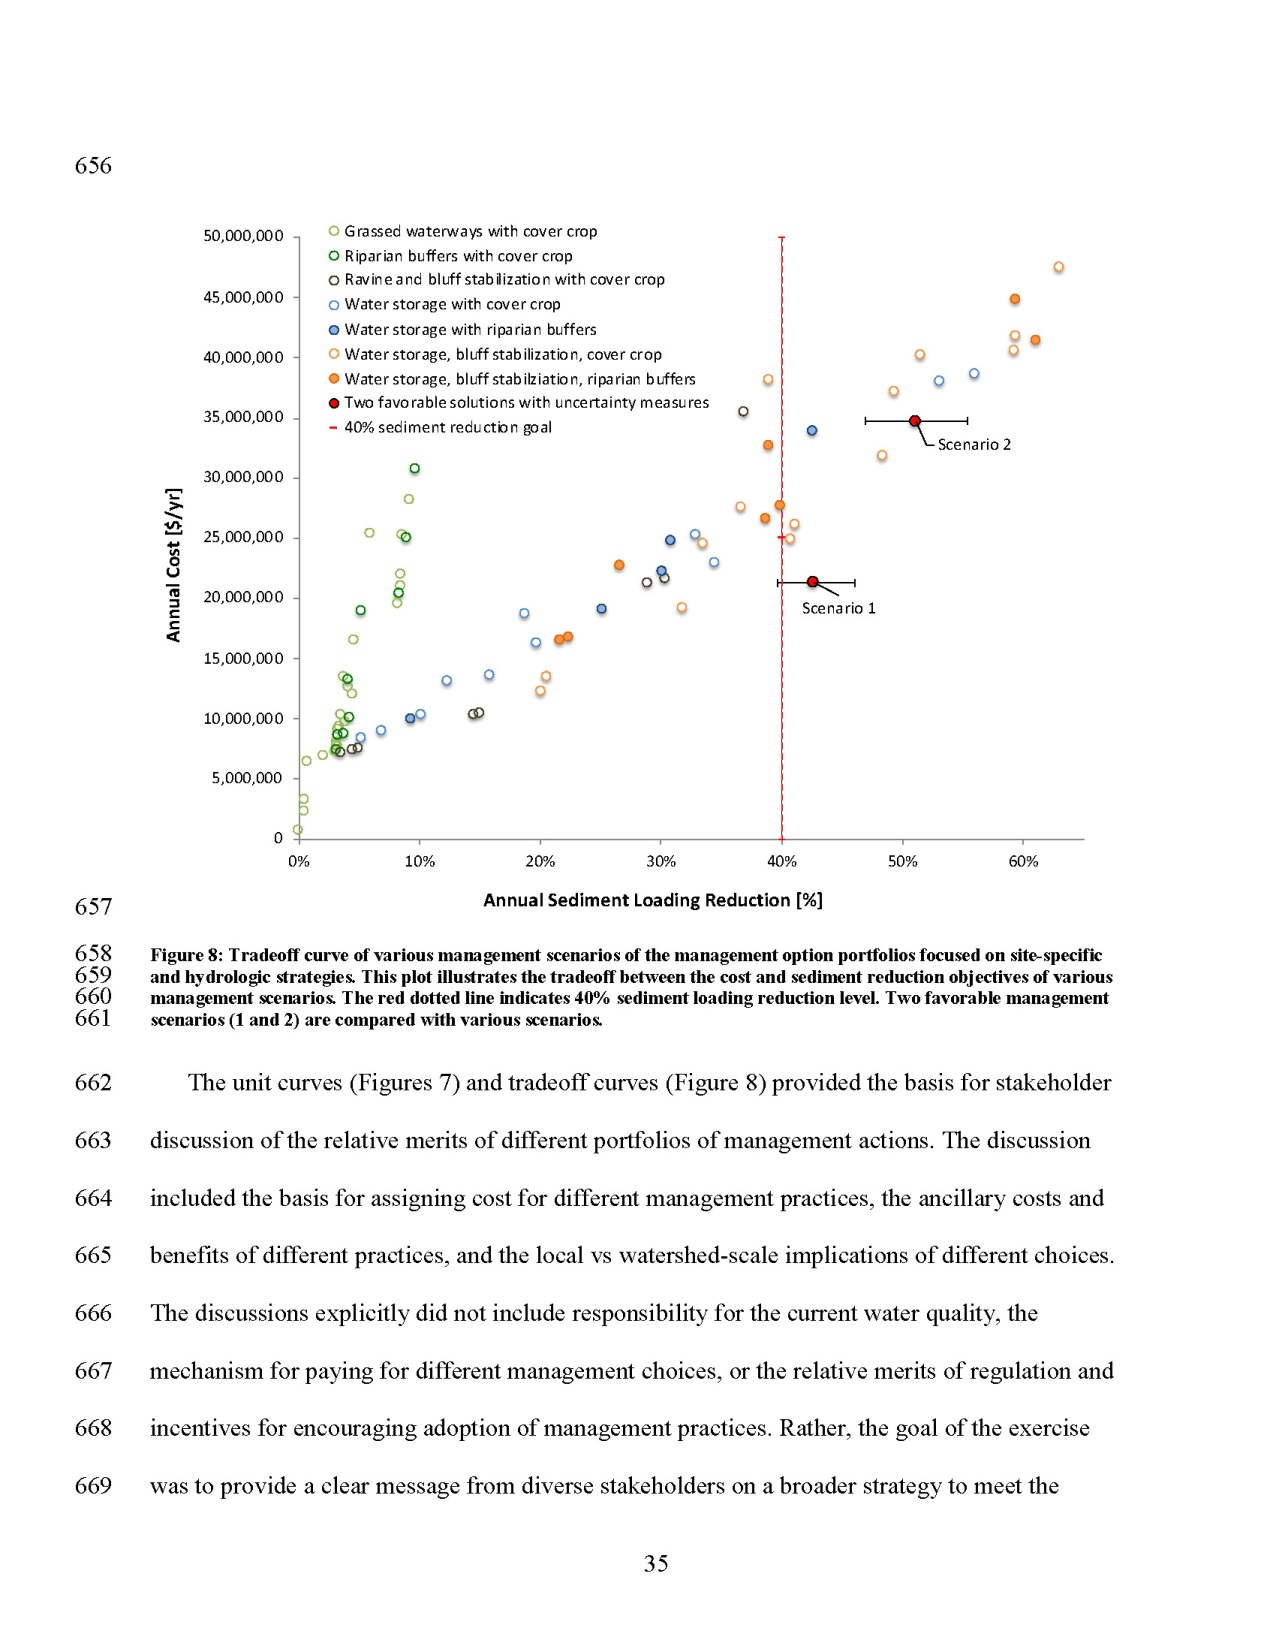 656
50,000,000
45,000,000
40,000,000
35,000,000
30,000,000
25,000,000
20,000,000
15,000,000
10,000,000
5,000,000
0
Annual Cost [$/yr]
Grassed waterways with cover crop
Riparian buffers with cover crop
Ravine and bluff stabilization with cover crop
Water storage with cover crop
Water storage with riparian buffers
Water storage, bluff stabilization, cover crop
Water storage, bluff stabilziation, riparian buffers
Two favorable solutions with uncertainty measures
40% sediment reduction goal
Scenario 2
Scenario 1
0% 10% 20% 30% 40% 50% 60%
Annual Sediment Loading Reduction [%]
657
658 Figure 8: Tradeoff curve of various management scenarios of the management option portfolios focused on site-specific
659 and hydrologic strategies. This plot illustrates the tradeoff between the cost and sediment reduction objectives of various
660 management scenarios. The red dotted line indicates 40% sediment loading reduction level. Two favorable management
661 scenarios (1 and 2) are compared with various scenarios.
662 The unit curves (Figures 7) and tradeoff curves (Figure 8) provided the basis for stakeholder
663 discussion of the relative merits of different portfolios of management actions. The discussion
664 included the basis for assigning cost for different management practices, the ancillary costs and
665 benefits of different practices, and the local vs watershed-scale implications of different choices.
666 The discussions explicitly did not include responsibility for the current water quality, the
667 mechanism for paying for different management choices, or the relative merits of regulation and
668 incentives for encouraging adoption of management practices. Rather, the goal of the exercise
669 was to provide a clear message from diverse stakeholders on a broader strategy to meet the
35